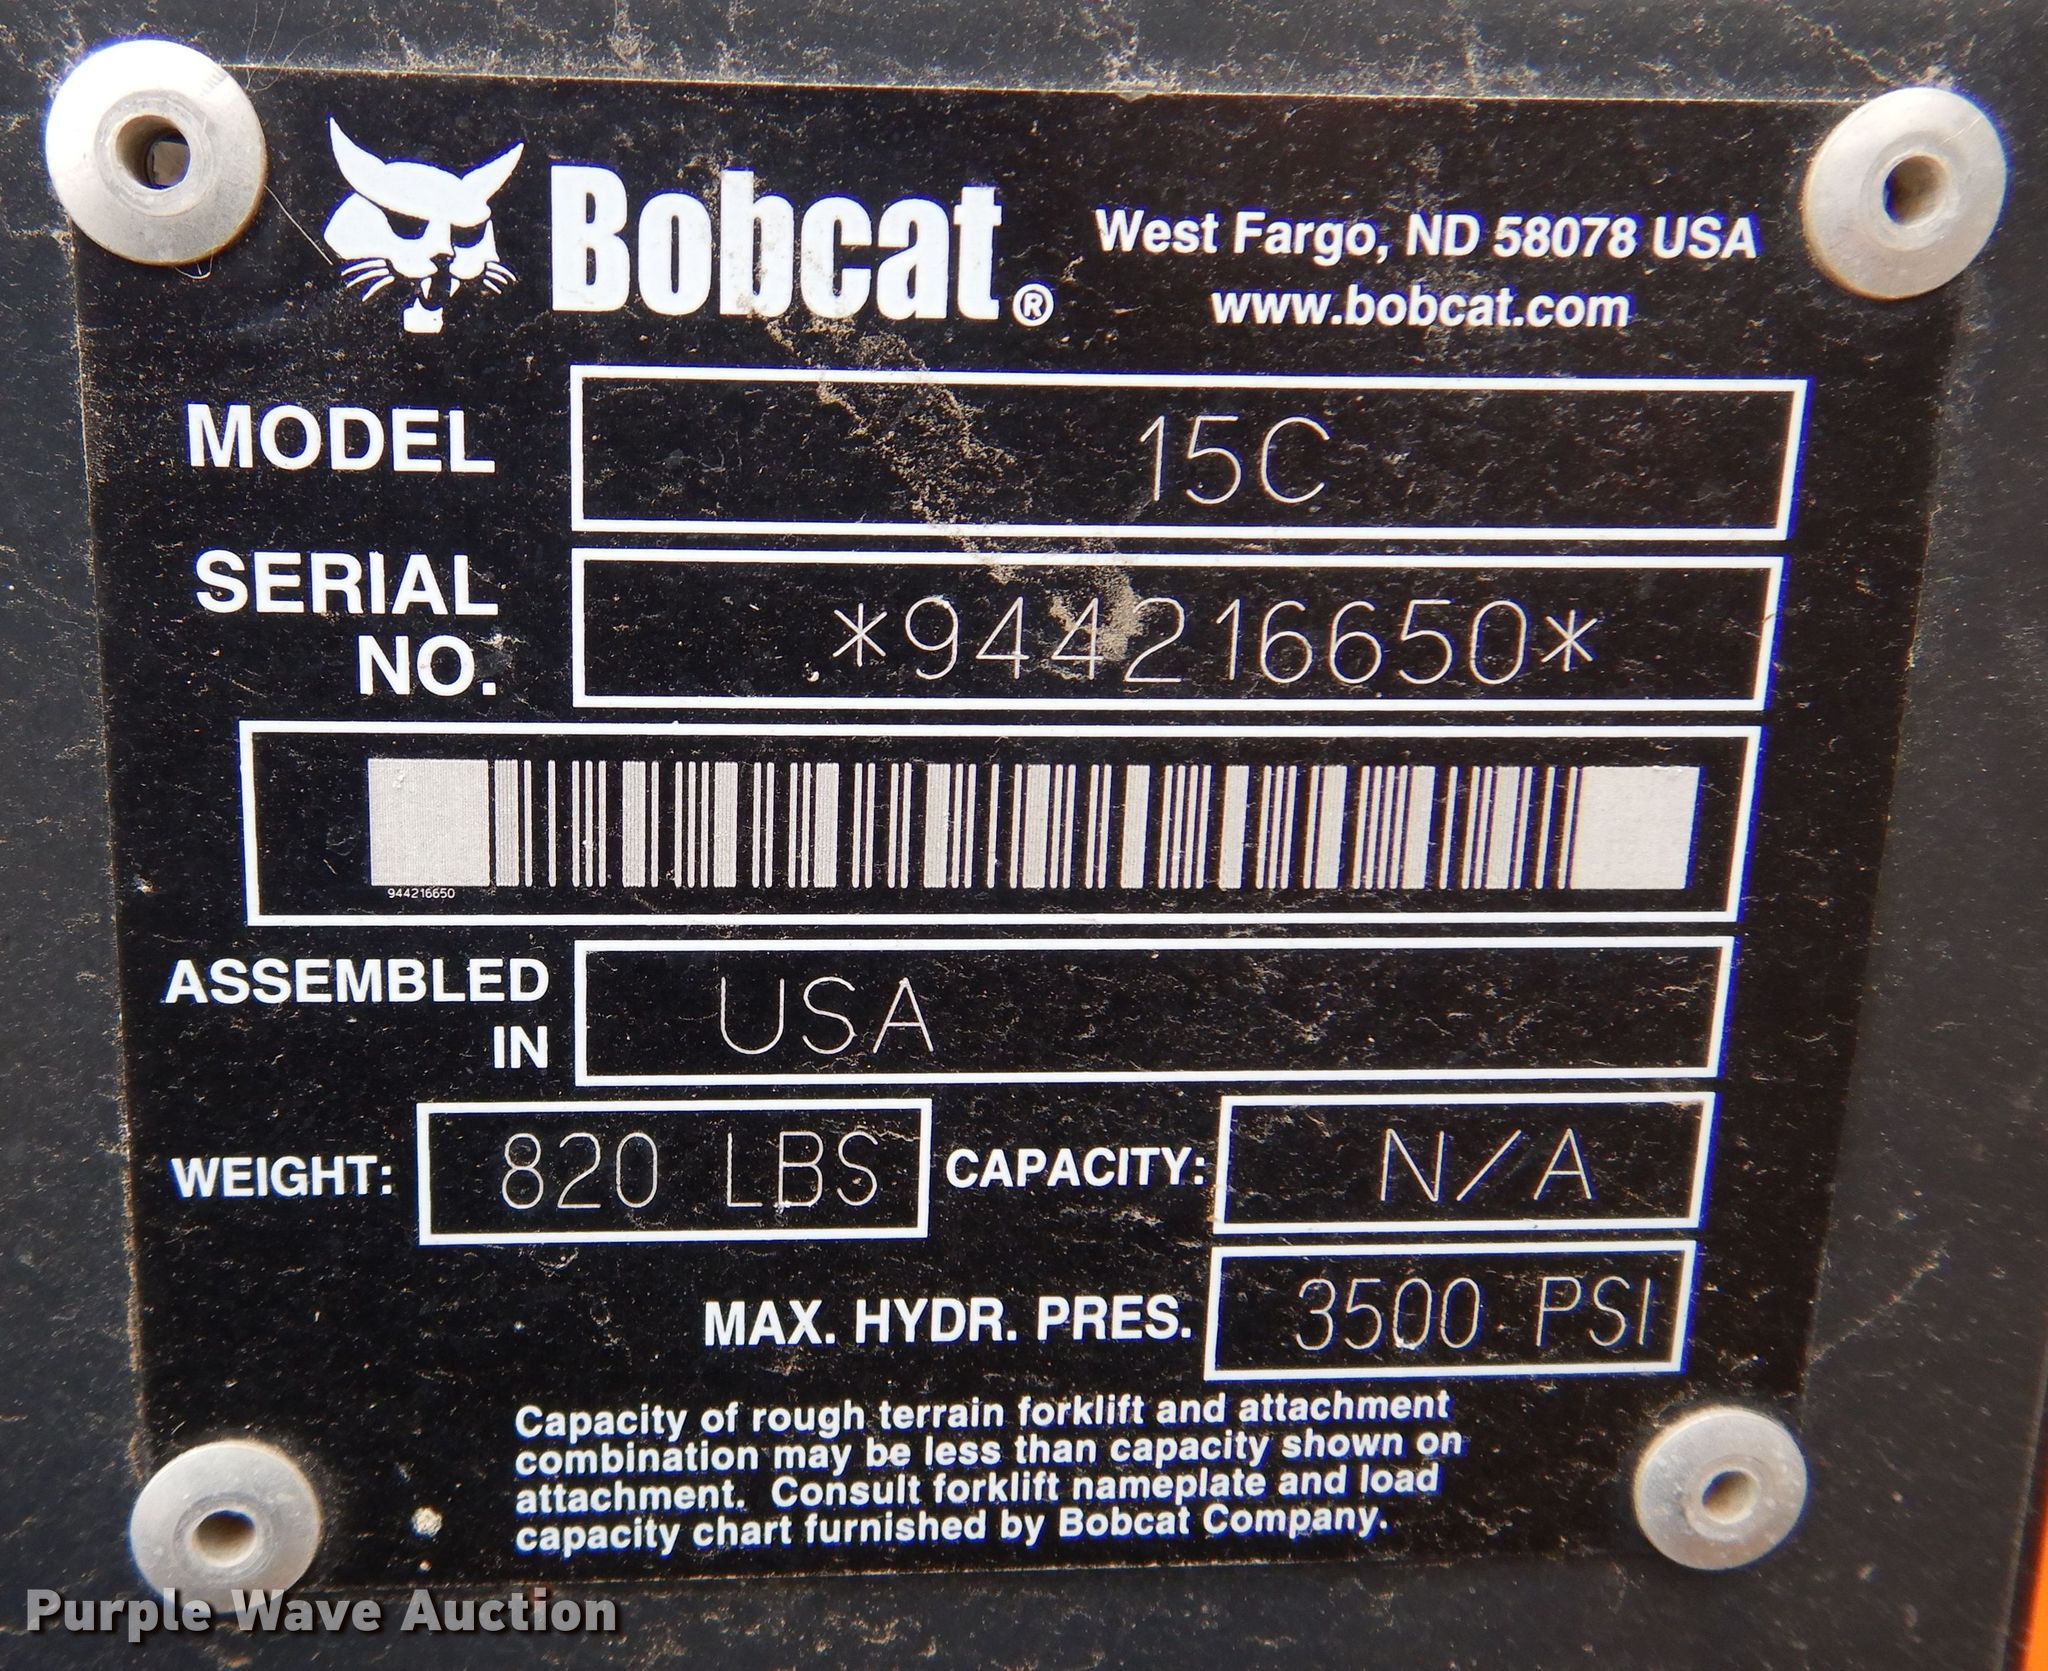 Bobcat®
West Fargo, ND 58078 USA
www.bobcat.com
MODEL 15C
SERIAL NO. *944216650*
944216650
ASSEMBLED IN USA
WEIGHT: 820 LBS CAPACITY: N/A
MAX. HYDR. PRES. 3500 PSI
Capacity of rough terrain forklift and attachment
combination may be less than capacity shown on
attachment. Consult forklift nameplate and load
capacity chart furnished by Bobcat Company.
Purple Wave Auction